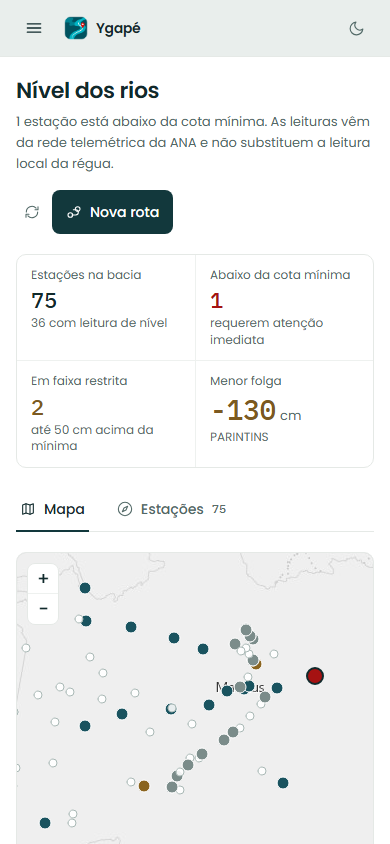 Ygapé
Nível dos rios
1 estação está abaixo da cota mínima. As leituras vêm
da rede telemétrica da ANA e não substituem a leitura
local da régua.
Nova rota
Estações na bacia
75
36 com leitura de nível
Abaixo da cota mínima
1
requerem atenção
imediata
Em faixa restrita
2
até 50 cm acima da
mínima
Menor folga
-130 cm
PARINTINS
Mapa
Estações 75
+
-